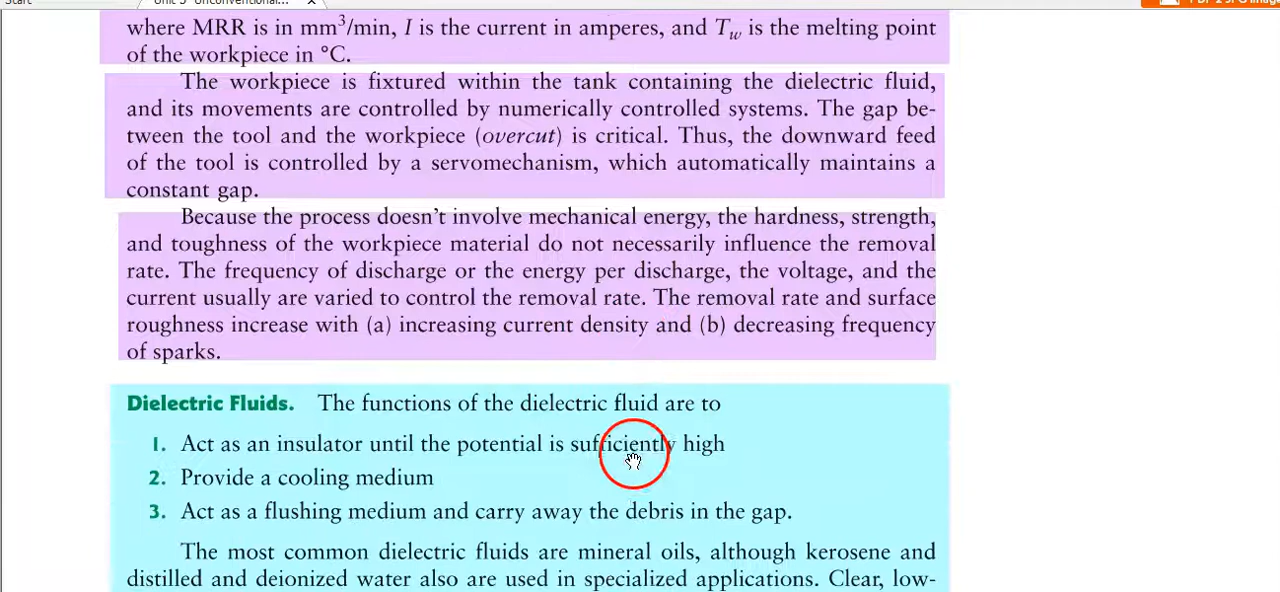 Start
Unit 5 Unconventional...
where MRR is in mm³/min, I is the current in amperes, and Tw is the melting point
of the workpiece in °C.
The workpiece is fixtured within the tank containing the dielectric fluid,
and its movements are controlled by numerically controlled systems. The gap be-
tween the tool and the workpiece (overcut) is critical. Thus, the downward feed
of the tool is controlled by a servomechanism, which automatically maintains a
constant gap.
Because the process doesn't involve mechanical energy, the hardness, strength,
and toughness of the workpiece material do not necessarily influence the removal
rate. The frequency of discharge or the energy per discharge, the voltage, and the
current usually are varied to control the removal rate. The removal rate and surface
roughness increase with (a) increasing current density and (b) decreasing frequency
of sparks.
Dielectric Fluids. The functions of the dielectric fluid are to
1. Act as an insulator until the potential is sufficiently high
2. Provide a cooling medium
3. Act as a flushing medium and carry away the debris in the gap.
The most common dielectric fluids are mineral oils, although kerosene and
distilled and deionized water also are used in specialized applications. Clear, low-